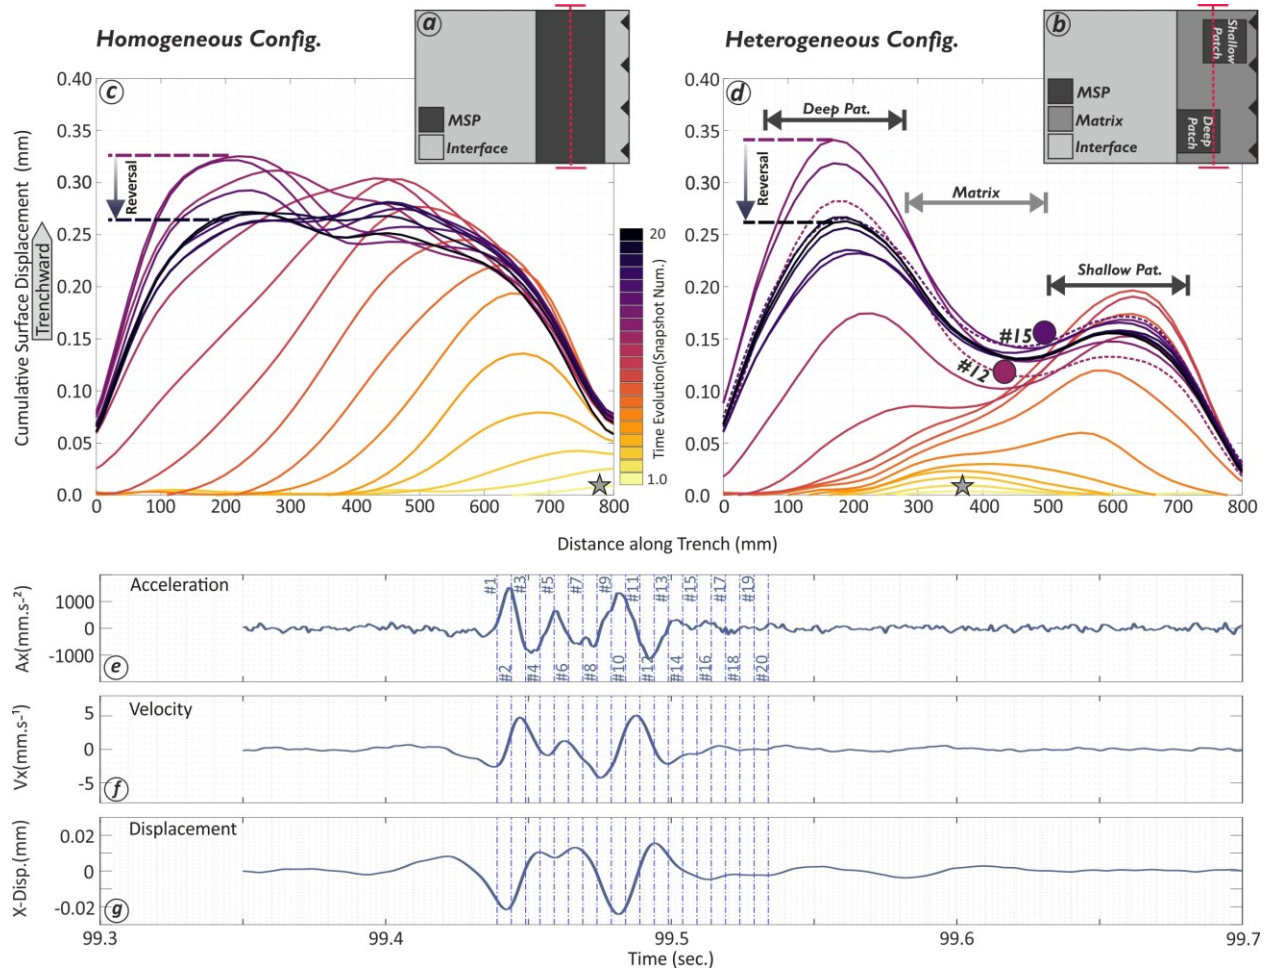 Homogeneous Config.
a
MSP
Interface
Heterogeneous Config.
b
MSP
Matrix
Interface
Shallow
Patch
Deep
Patch
Cumulative Surface Displacement (mm)
Trenchward
c
0.40
0.35
0.30
0.25
0.20
0.15
0.10
0.05
0.0
Reversal
0
100
200
300
400
500
600
700
800
20
1.0
Time Evolution(Snapshot Num.)
d
0.40
0.35
0.30
0.25
0.20
0.15
0.10
0.05
0.0
Reversal
Deep Pat.
Matrix
Shallow Pat.
#15
#12
0
100
200
300
400
500
600
700
800
Distance along Trench (mm)
Acceleration
Ax(mm.s-²)
1000
0
-1000
e
#1
#3
#5
#7
#9
#11
#13
#15
#17
#19
#2
#4
#6
#8
#10
#12
#14
#16
#18
#20
Velocity
Vx(mm.s-¹)
5
0
-5
f
Displacement
X-Disp.(mm)
0.02
0
-0.02
g
99.3
99.4
99.5
99.6
99.7
Time (sec.)